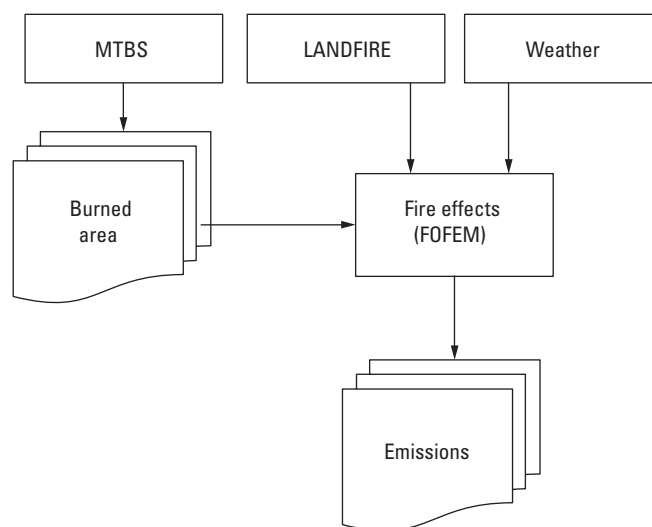 MTBS
LANDFIRE
Weather
Burned
area
Fire effects
(FOFEM)
Emissions